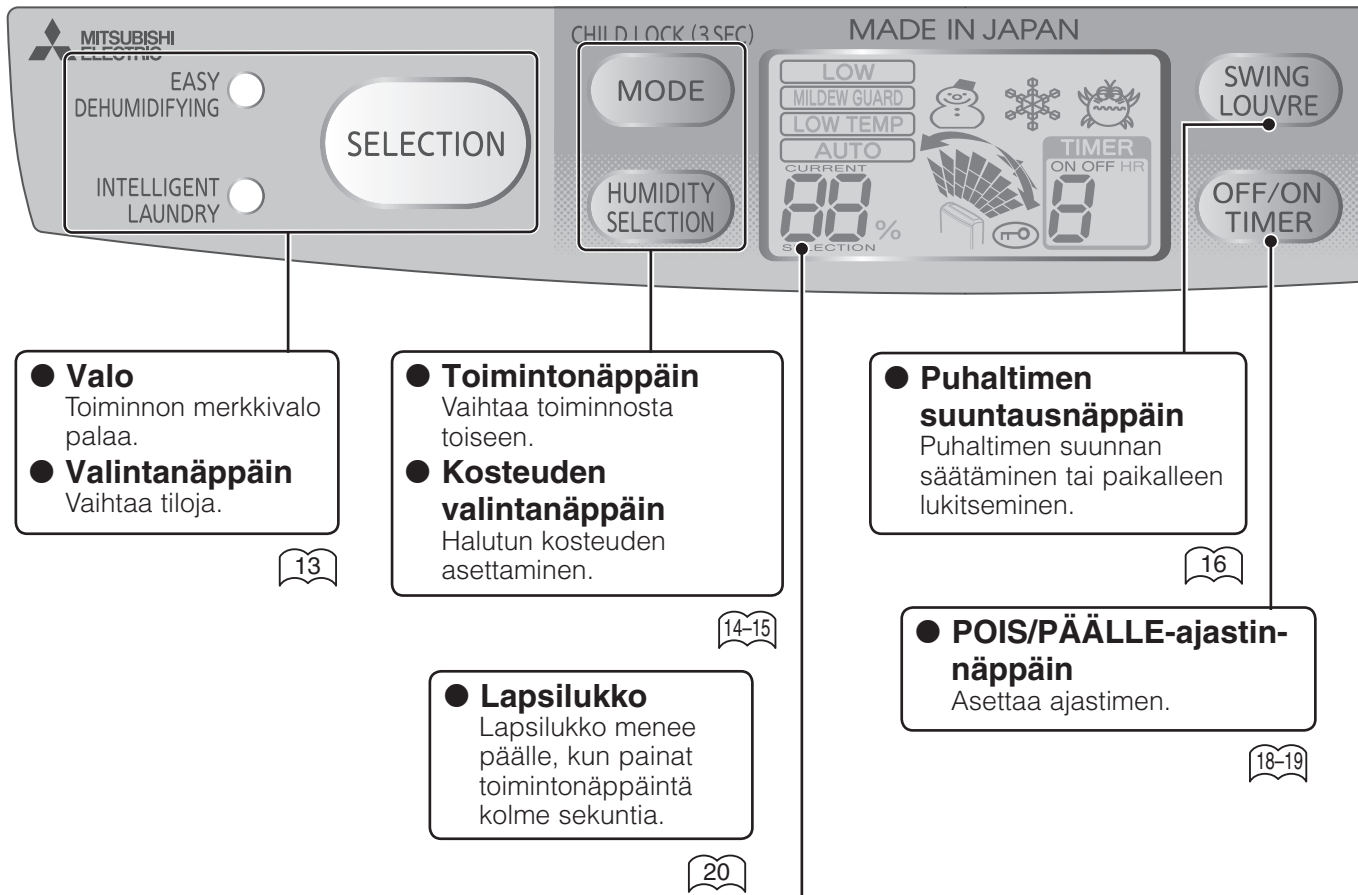 MITSUBISHI
ELECTRIC
EASY
DEHUMIDIFYING
INTELLIGENT
LAUNDRY
SELECTION
CHILD LOCK (3 SEC)
MODE
HUMIDITY
SELECTION
MADE IN JAPAN
LOW
MILDEW GUARD
LOW TEMP
AUTO
CURRENT
88 %
SELECTION
TIMER
ON OFF HR
8
SWING
LOUVRE
OFF/ON
TIMER
● Valo
Toiminnon merkkivalo
palaa.
● Valintanäppäin
Vaihtaa tiloja.
13
● Toimintonäppäin
Vaihtaa toiminnosta
toiseen.
● Kosteuden
valintanäppäin
Halutun kosteuden
asettaminen.
14–15
● Lapsilukko
Lapsilukko menee
päälle, kun painat
toimintonäppäintä
kolme sekuntia.
20
● Puhaltimen
suuntausnäppäin
Puhaltimen suunnan
säätäminen tai paikalleen
lukitseminen.
16
● POIS/PÄÄLLE-ajastin-
näppäin
Asettaa ajastimen.
18–19